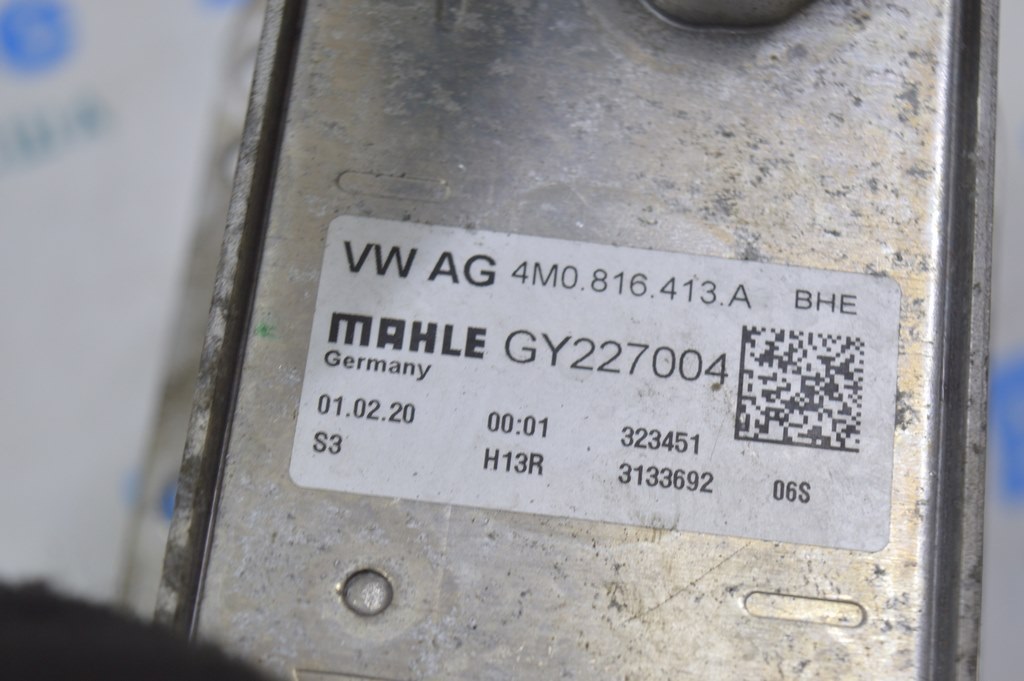 VW AG 4M0.816.413.A BHE
MAHLE GY227004
Germany
01.02.20 00:01 323451
S3 H13R 3133692 06S